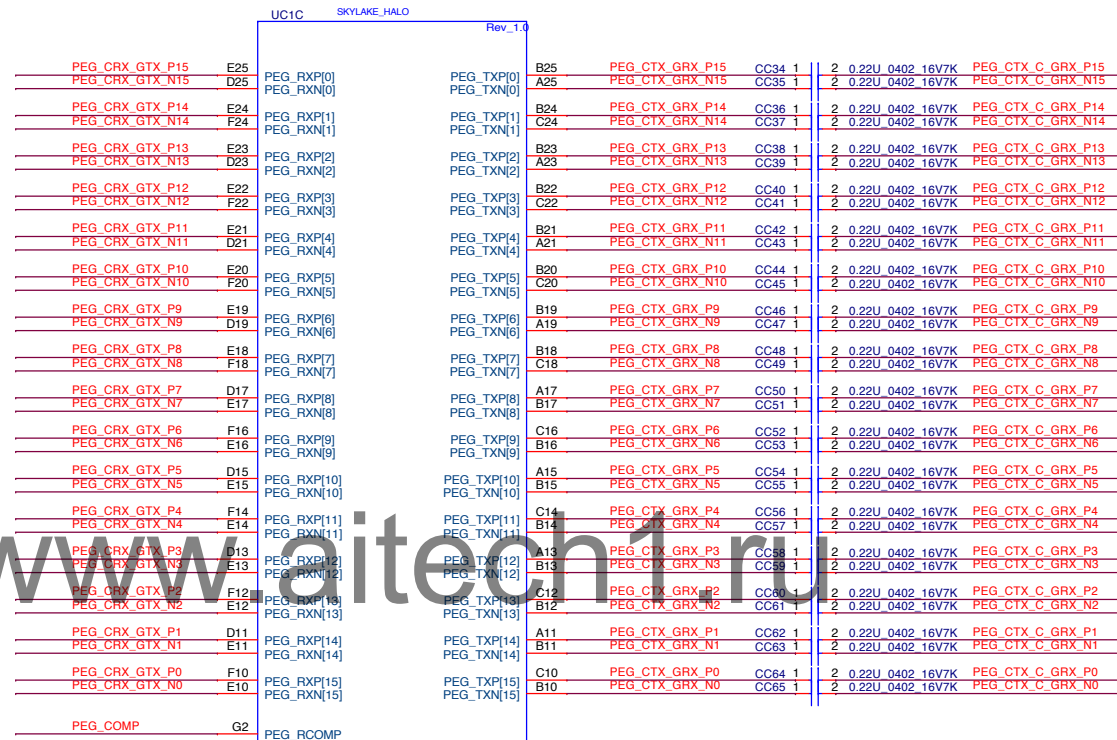 UC1C SKYLAKE_HALO
Rev_1.0
PEG_CRX_GTX_P15 E25 PEG_RXP[0] PEG_TXP[0] B25 PEG_CTX_GRX_P15 CC34 1 2 0.22U_0402_16V7K PEG_CTX_C_GRX_P15
PEG_CRX_GTX_N15 D25 PEG_RXN[0] PEG_TXN[0] A25 PEG_CTX_GRX_N15 CC35 1 2 0.22U_0402_16V7K PEG_CTX_C_GRX_N15
PEG_CRX_GTX_P14 E24 PEG_RXP[1] PEG_TXP[1] B24 PEG_CTX_GRX_P14 CC36 1 2 0.22U_0402_16V7K PEG_CTX_C_GRX_P14
PEG_CRX_GTX_N14 F24 PEG_RXN[1] PEG_TXN[1] C24 PEG_CTX_GRX_N14 CC37 1 2 0.22U_0402_16V7K PEG_CTX_C_GRX_N14
PEG_CRX_GTX_P13 E23 PEG_RXP[2] PEG_TXP[2] B23 PEG_CTX_GRX_P13 CC38 1 2 0.22U_0402_16V7K PEG_CTX_C_GRX_P13
PEG_CRX_GTX_N13 D23 PEG_RXN[2] PEG_TXN[2] A23 PEG_CTX_GRX_N13 CC39 1 2 0.22U_0402_16V7K PEG_CTX_C_GRX_N13
PEG_CRX_GTX_P12 E22 PEG_RXP[3] PEG_TXP[3] B22 PEG_CTX_GRX_P12 CC40 1 2 0.22U_0402_16V7K PEG_CTX_C_GRX_P12
PEG_CRX_GTX_N12 F22 PEG_RXN[3] PEG_TXN[3] C22 PEG_CTX_GRX_N12 CC41 1 2 0.22U_0402_16V7K PEG_CTX_C_GRX_N12
PEG_CRX_GTX_P11 E21 PEG_RXP[4] PEG_TXP[4] B21 PEG_CTX_GRX_P11 CC42 1 2 0.22U_0402_16V7K PEG_CTX_C_GRX_P11
PEG_CRX_GTX_N11 D21 PEG_RXN[4] PEG_TXN[4] A21 PEG_CTX_GRX_N11 CC43 1 2 0.22U_0402_16V7K PEG_CTX_C_GRX_N11
PEG_CRX_GTX_P10 E20 PEG_RXP[5] PEG_TXP[5] B20 PEG_CTX_GRX_P10 CC44 1 2 0.22U_0402_16V7K PEG_CTX_C_GRX_P10
PEG_CRX_GTX_N10 F20 PEG_RXN[5] PEG_TXN[5] C20 PEG_CTX_GRX_N10 CC45 1 2 0.22U_0402_16V7K PEG_CTX_C_GRX_N10
PEG_CRX_GTX_P9 E19 PEG_RXP[6] PEG_TXP[6] B19 PEG_CTX_GRX_P9 CC46 1 2 0.22U_0402_16V7K PEG_CTX_C_GRX_P9
PEG_CRX_GTX_N9 D19 PEG_RXN[6] PEG_TXN[6] A19 PEG_CTX_GRX_N9 CC47 1 2 0.22U_0402_16V7K PEG_CTX_C_GRX_N9
PEG_CRX_GTX_P8 E18 PEG_RXP[7] PEG_TXP[7] B18 PEG_CTX_GRX_P8 CC48 1 2 0.22U_0402_16V7K PEG_CTX_C_GRX_P8
PEG_CRX_GTX_N8 F18 PEG_RXN[7] PEG_TXN[7] C18 PEG_CTX_GRX_N8 CC49 1 2 0.22U_0402_16V7K PEG_CTX_C_GRX_N8
PEG_CRX_GTX_P7 D17 PEG_RXP[8] PEG_TXP[8] A17 PEG_CTX_GRX_P7 CC50 1 2 0.22U_0402_16V7K PEG_CTX_C_GRX_P7
PEG_CRX_GTX_N7 E17 PEG_RXN[8] PEG_TXN[8] B17 PEG_CTX_GRX_N7 CC51 1 2 0.22U_0402_16V7K PEG_CTX_C_GRX_N7
PEG_CRX_GTX_P6 F16 PEG_RXP[9] PEG_TXP[9] C16 PEG_CTX_GRX_P6 CC52 1 2 0.22U_0402_16V7K PEG_CTX_C_GRX_P6
PEG_CRX_GTX_N6 E16 PEG_RXN[9] PEG_TXN[9] B16 PEG_CTX_GRX_N6 CC53 1 2 0.22U_0402_16V7K PEG_CTX_C_GRX_N6
PEG_CRX_GTX_P5 D15 PEG_RXP[10] PEG_TXP[10] A15 PEG_CTX_GRX_P5 CC54 1 2 0.22U_0402_16V7K PEG_CTX_C_GRX_P5
PEG_CRX_GTX_N5 E15 PEG_RXN[10] PEG_TXN[10] B15 PEG_CTX_GRX_N5 CC55 1 2 0.22U_0402_16V7K PEG_CTX_C_GRX_N5
PEG_CRX_GTX_P4 F14 PEG_RXP[11] PEG_TXP[11] C14 PEG_CTX_GRX_P4 CC56 1 2 0.22U_0402_16V7K PEG_CTX_C_GRX_P4
PEG_CRX_GTX_N4 E14 PEG_RXN[11] PEG_TXN[11] B14 PEG_CTX_GRX_N4 CC57 1 2 0.22U_0402_16V7K PEG_CTX_C_GRX_N4
PEG_CRX_GTX_P3 D13 PEG_RXP[12] PEG_TXP[12] A13 PEG_CTX_GRX_P3 CC58 1 2 0.22U_0402_16V7K PEG_CTX_C_GRX_P3
PEG_CRX_GTX_N3 E13 PEG_RXN[12] PEG_TXN[12] B13 PEG_CTX_GRX_N3 CC59 1 2 0.22U_0402_16V7K PEG_CTX_C_GRX_N3
www.aitech1.ru
PEG_CRX_GTX_P2 F12 PEG_RXP[13] PEG_TXP[13] C12 PEG_CTX_GRX_P2 CC60 1 2 0.22U_0402_16V7K PEG_CTX_C_GRX_P2
PEG_CRX_GTX_N2 E12 PEG_RXN[13] PEG_TXN[13] B12 PEG_CTX_GRX_N2 CC61 1 2 0.22U_0402_16V7K PEG_CTX_C_GRX_N2
PEG_CRX_GTX_P1 D11 PEG_RXP[14] PEG_TXP[14] A11 PEG_CTX_GRX_P1 CC62 1 2 0.22U_0402_16V7K PEG_CTX_C_GRX_P1
PEG_CRX_GTX_N1 E11 PEG_RXN[14] PEG_TXN[14] B11 PEG_CTX_GRX_N1 CC63 1 2 0.22U_0402_16V7K PEG_CTX_C_GRX_N1
PEG_CRX_GTX_P0 F10 PEG_RXP[15] PEG_TXP[15] C10 PEG_CTX_GRX_P0 CC64 1 2 0.22U_0402_16V7K PEG_CTX_C_GRX_P0
PEG_CRX_GTX_N0 E10 PEG_RXN[15] PEG_TXN[15] B10 PEG_CTX_GRX_N0 CC65 1 2 0.22U_0402_16V7K PEG_CTX_C_GRX_N0
PEG_COMP G2 PEG_RCOMP